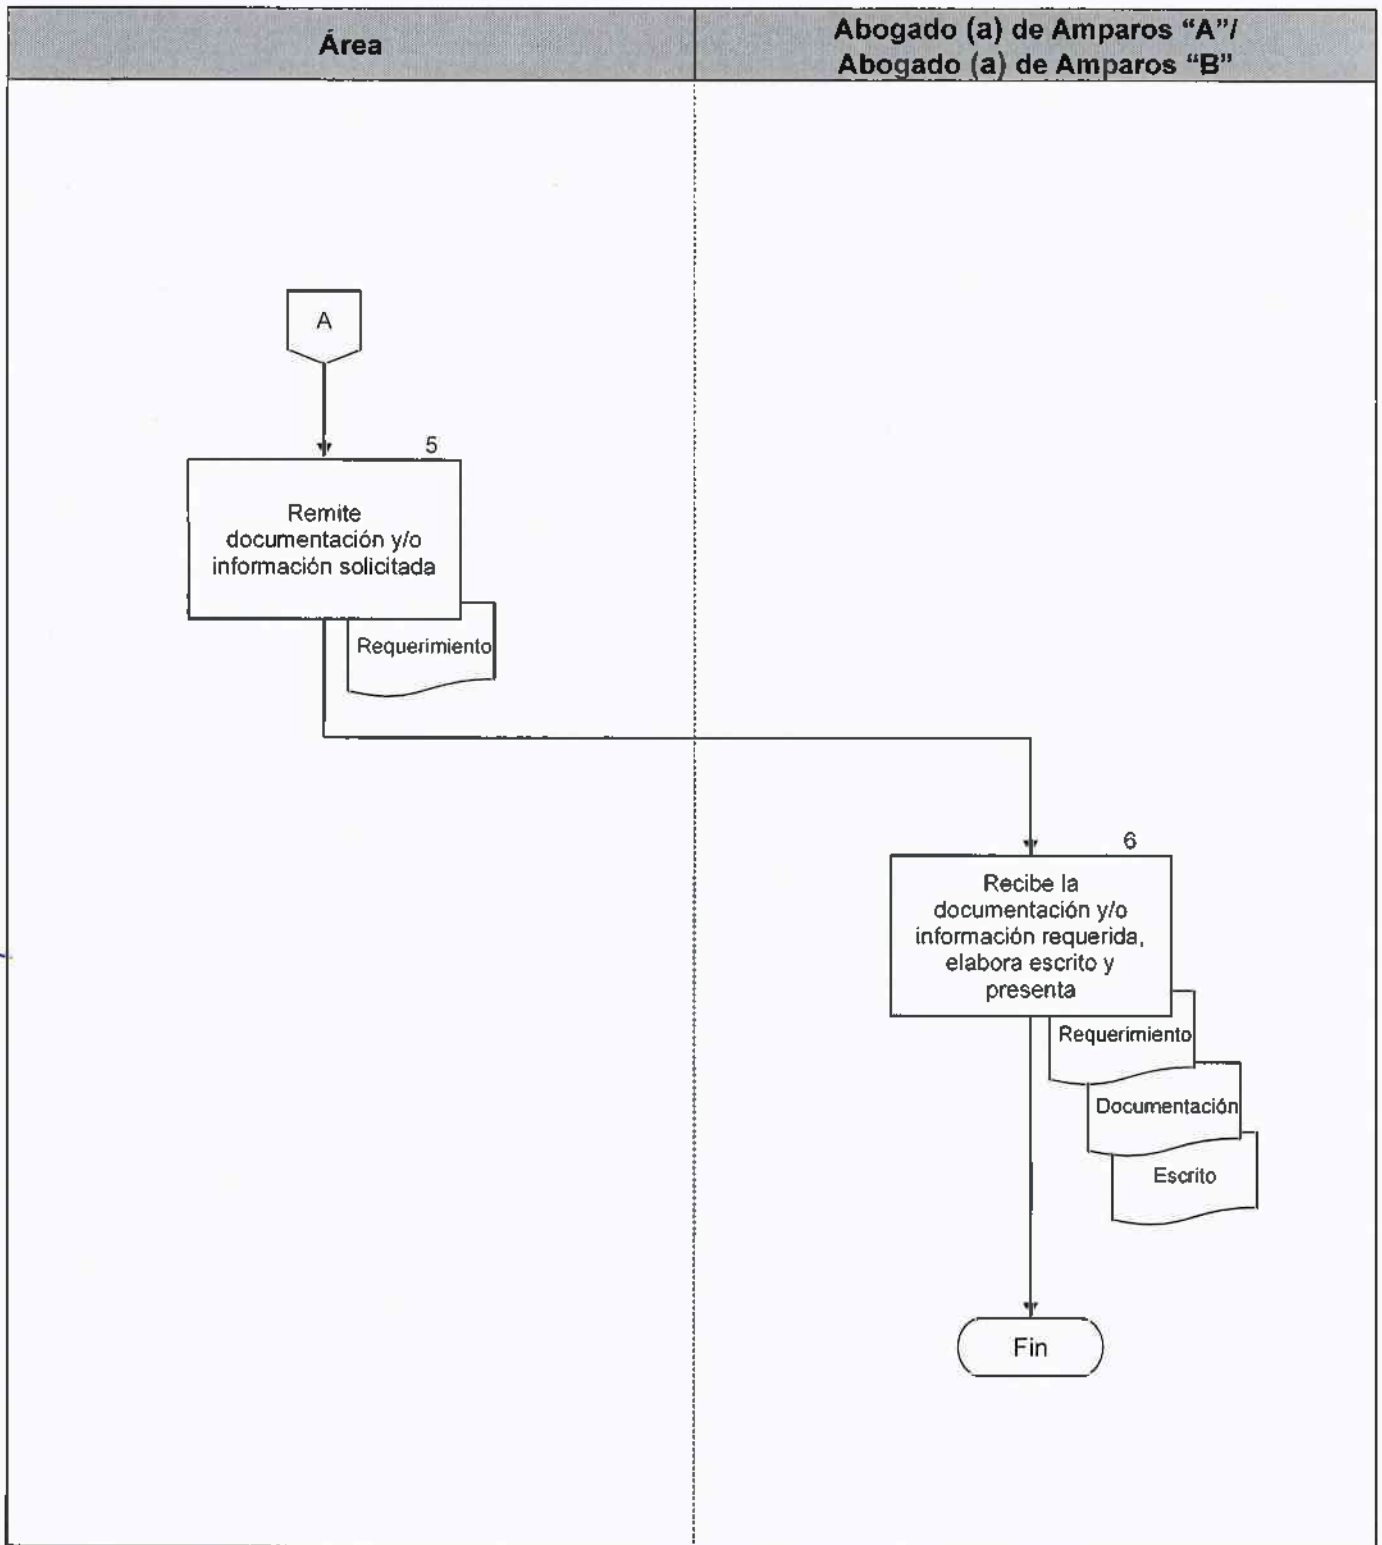 Área
Abogado (a) de Amparos “A”/
Abogado (a) de Amparos “B”
A
5
Remite
documentación y/o
información solicitada
Requerimiento
6
Recibe la
documentación y/o
información requerida,
elabora escrito y
presenta
Requerimiento
Documentación
Escrito
Fin